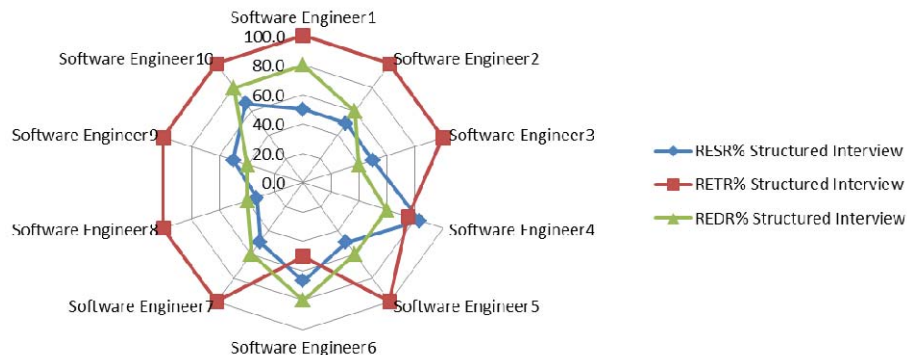 Software Engineer1
100.0
Software Engineer10
80.0
Software Engineer2
60.0
Software Engineer9
40.0
Software Engineer3
20.0
0.0
RESR% Structured Interview
RETR% Structured Interview
REDR% Structured Interview
Software Engineer8
Software Engineer4
Software Engineer7
Software Engineer5
Software Engineer6